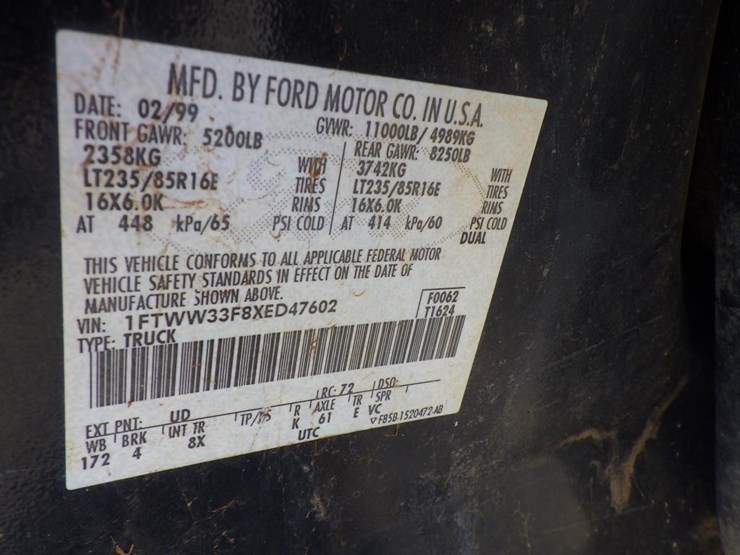 MFD. BY FORD MOTOR CO. IN U.S.A.
DATE: 02/99 GVWR: 11000LB/ 4989KG
FRONT GAWR: 5200LB REAR GAWR: 8250LB
2358KG WITH 3742KG WITH
LT235/85R16E TIRES LT235/85R16E TIRES
16X6.0K RIMS 16X6.0K RIMS
AT 448 kPa/65 PSI COLD AT 414 kPa/60 PSI COLD
DUAL
THIS VEHICLE CONFORMS TO ALL APPLICABLE FEDERAL MOTOR
VEHICLE SAFETY STANDARDS IN EFFECT ON THE DATE OF
MANUFACTURE SHOWN ABOVE.
VIN: 1FTWW33F8XED47602 F0062
TYPE: TRUCK T1624
EXT PNT: UD RC: 72 DSO:
WB BRK INT TR TP/PS R AXLE TR SPR
172 4 8X K 61 E VC
UTC ▽ F85B-1520472-AB